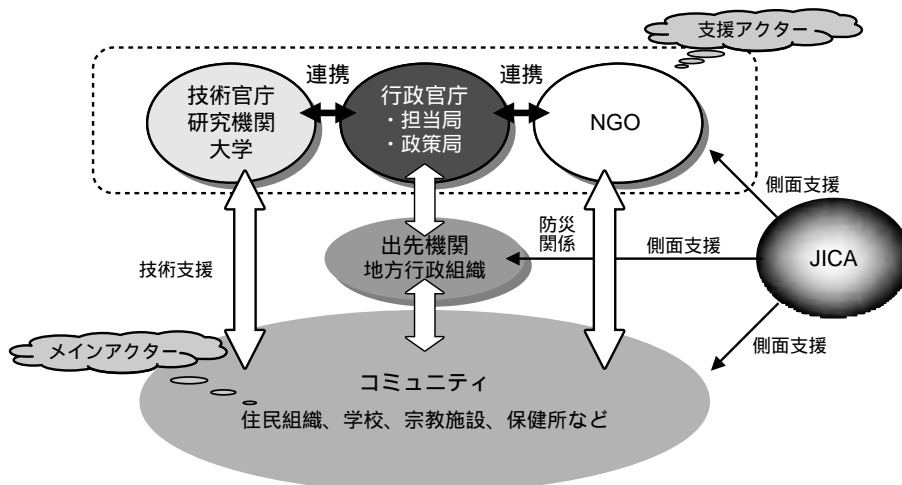 支援アクター
連携
連携
技術官庁
研究機関
大学
行政官庁
・担当局
・政策局
NGO
側面支援
防災
関係
出先機関
地方行政組織
技術支援
側面支援
JICA
メインアクター
側面支援
コミュニティ
住民組織、学校、宗教施設、保健所など